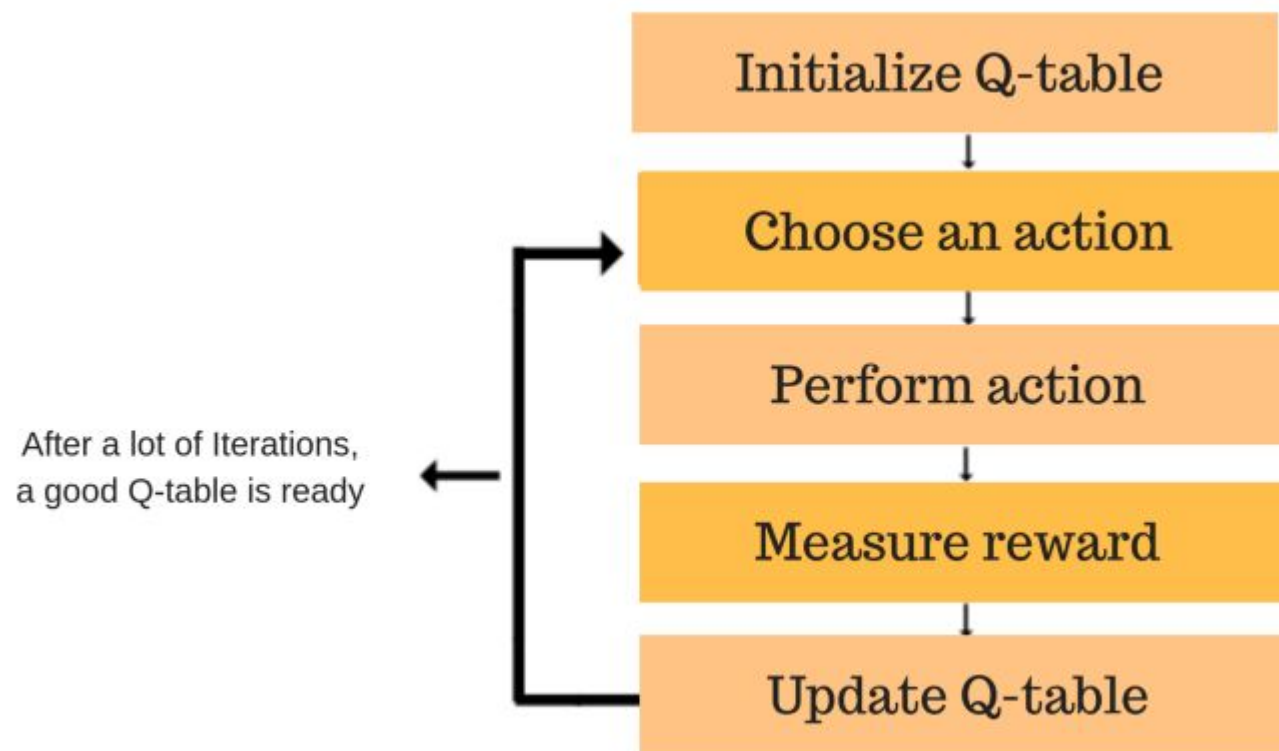 Initialize Q-table
Choose an action
Perform action
After a lot of Iterations,
a good Q-table is ready
Measure reward
Update Q-table